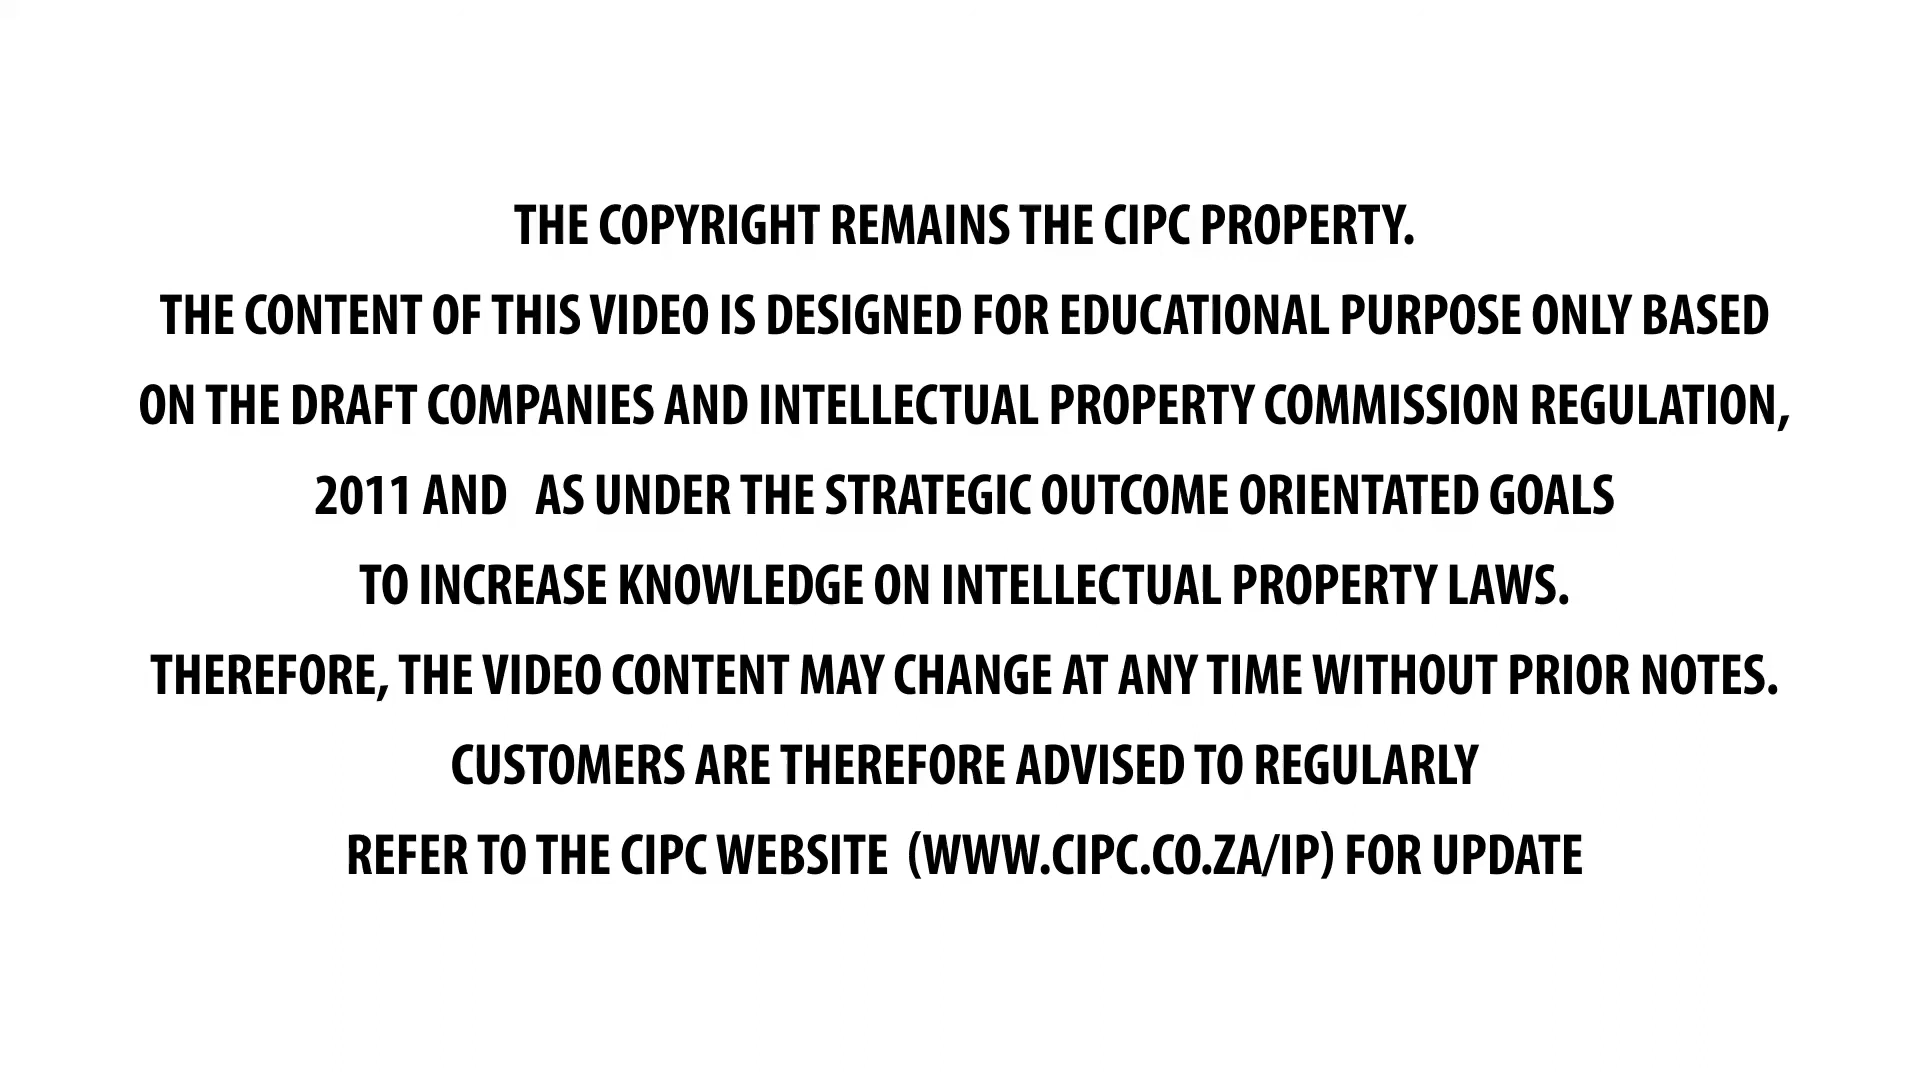 THE COPYRIGHT REMAINS THE CIPC PROPERTY.
THE CONTENT OF THIS VIDEO IS DESIGNED FOR EDUCATIONAL PURPOSE ONLY BASED
ON THE DRAFT COMPANIES AND INTELLECTUAL PROPERTY COMMISSION REGULATION,
2011 AND   AS UNDER THE STRATEGIC OUTCOME ORIENTATED GOALS
TO INCREASE KNOWLEDGE ON INTELLECTUAL PROPERTY LAWS.
THEREFORE, THE VIDEO CONTENT MAY CHANGE AT ANY TIME WITHOUT PRIOR NOTES.
CUSTOMERS ARE THEREFORE ADVISED TO REGULARLY
REFER TO THE CIPC WEBSITE  (WWW.CIPC.CO.ZA/IP) FOR UPDATE